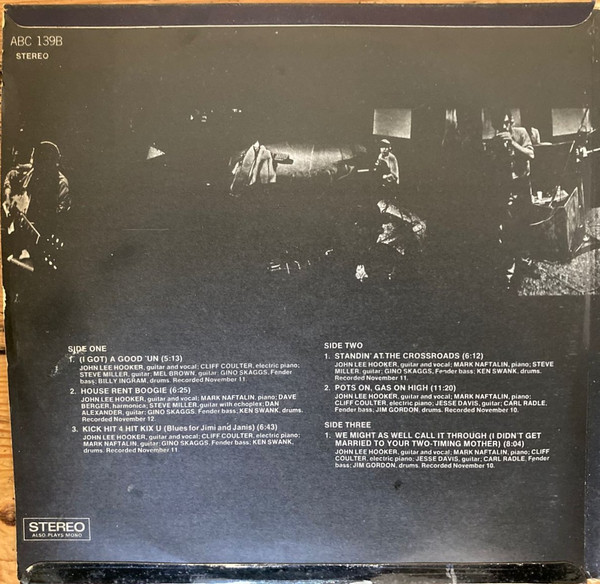 ABC 139B
STEREO
SIDE ONE
1. (I GOT) A GOOD 'UN (5:13)
JOHN LEE HOOKER, guitar and vocal; CLIFF COULTER, electric piano;
STEVE MILLER, guitar; MEL BROWN, guitar; GINO SKAGGS, Fender
bass; BILLY INGRAM, drums. Recorded November 11.
2. HOUSE RENT BOOGIE (6:25)
JOHN LEE HOOKER, guitar and vocal; MARK NAFTALIN, piano; DAVE
BERGER, harmonica; STEVE MILLER, guitar with echoplex; DAN
ALEXANDER, guitar; GINO SKAGGS, Fender bass; KEN SWANK, drums.
Recorded November 12
3. KICK HIT 4 HIT KIX U (Blues for Jimi and Janis) (6:43)
JOHN LEE HOOKER, guitar and vocal; CLIFF COULTER, electric piano;
MARK NAFTALIN, guitar; GINO SKAGGS, Fender bass; KEN SWANK,
drums. Recorded November 11.
SIDE TWO
1. STANDIN' AT THE CROSSROADS (6:12)
JOHN LEE HOOKER, guitar and vocal; MARK NAFTALIN, piano; STEVE
MILLER, guitar; GINO SKAGGS, Fender bass; KEN SWANK, drums.
Recorded November 11.
2. POTS ON, GAS ON HIGH (11:20)
JOHN LEE HOOKER, guitar and vocal; MARK NAFTALIN, piano;
CLIFF COULTER, electric piano; JESSE DAVIS, guitar; CARL RADLE,
Fender bass; JIM GORDON, drums. Recorded November 10.
SIDE THREE
1. WE MIGHT AS WELL CALL IT THROUGH (I DIDN'T GET
MARRIED TO YOUR TWO-TIMING MOTHER) (8:04)
JOHN LEE HOOKER, guitar and vocal; MARK NAFTALIN, piano; CLIFF
COULTER, electric piano; JESSE DAVIS, guitar; CARL RADLE, Fender
bass; JIM GORDON, drums. Recorded November 10.
STEREO
ALSO PLAYS MONO